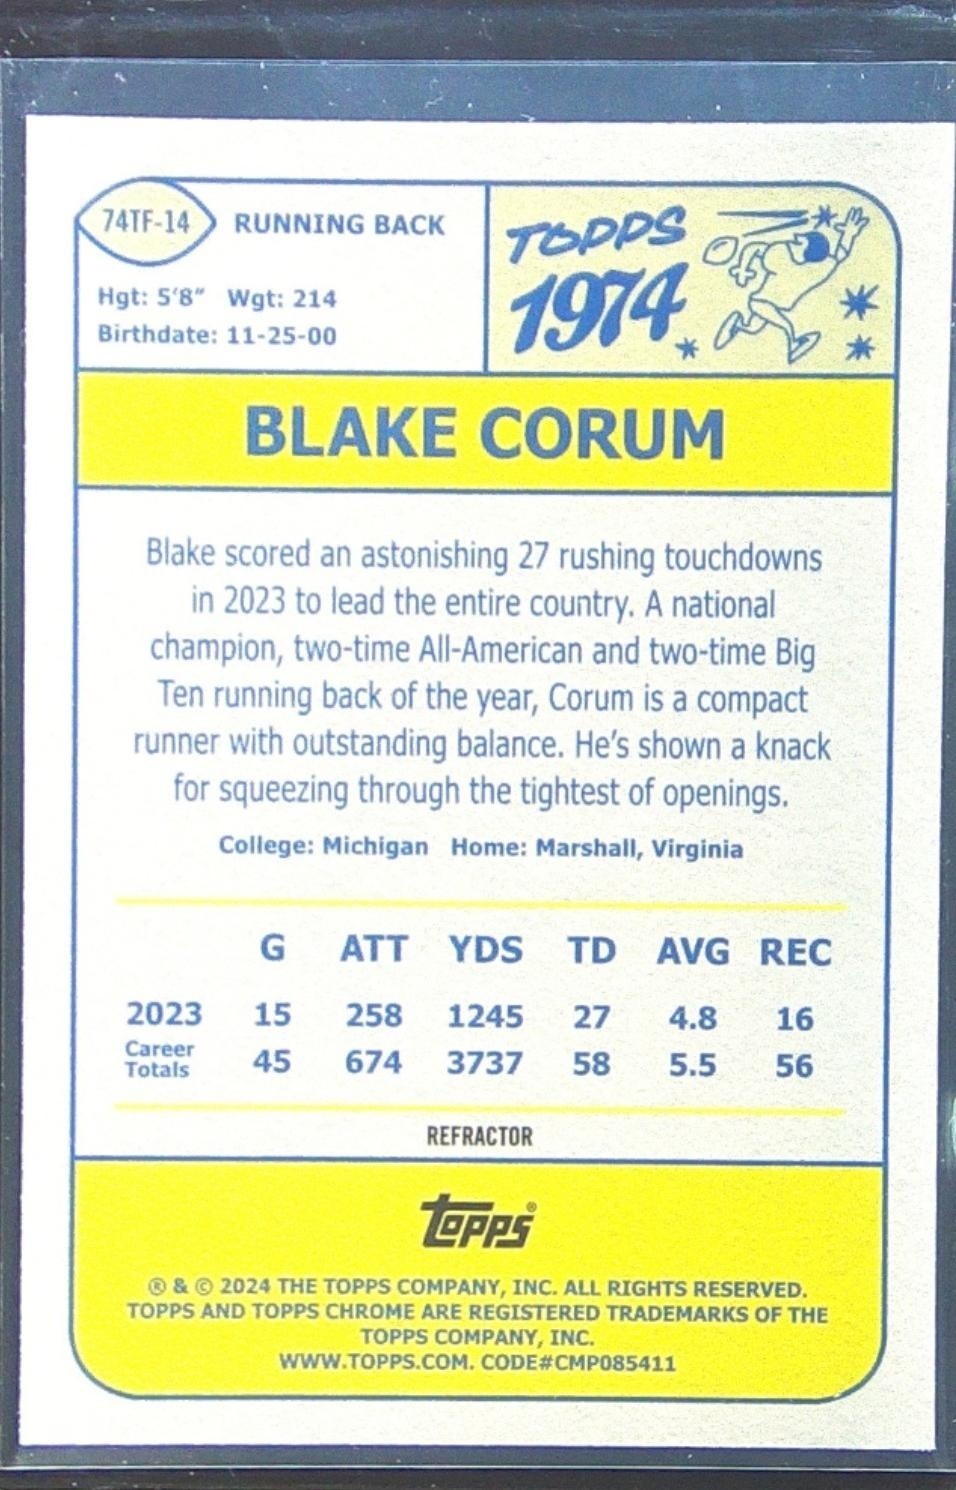 74TF-14 RUNNING BACK
Hgt: 5'8" Wgt: 214
Birthdate: 11-25-00
TOPPS
1974
BLAKE CORUM
Blake scored an astonishing 27 rushing touchdowns
in 2023 to lead the entire country. A national
champion, two-time All-American and two-time Big
Ten running back of the year, Corum is a compact
runner with outstanding balance. He's shown a knack
for squeezing through the tightest of openings.
College: Michigan Home: Marshall, Virginia
G ATT YDS TD AVG REC
2023 15 258 1245 27 4.8 16
Career Totals 45 674 3737 58 5.5 56
REFRACTOR
topps®
® & © 2024 THE TOPPS COMPANY, INC. ALL RIGHTS RESERVED.
TOPPS AND TOPPS CHROME ARE REGISTERED TRADEMARKS OF THE
TOPPS COMPANY, INC.
WWW.TOPPS.COM. CODE#CMP085411